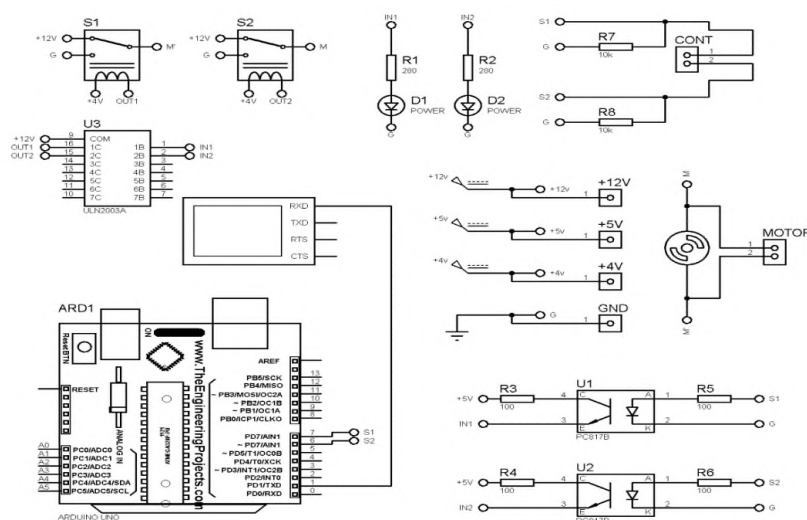 S1
+12V
G
M'
+4V
OUT1
S2
+12V
G
M
+4V
OUT2
IN1
R1
280
D1
POWER
G
IN2
R2
280
D2
POWER
G
S1
R7
G
10k
CONT
1
2
S2
R8
G
10k
U3
+12V 9 COM
OUT1 16 1C 1B 1 IN1
OUT2 15 2C 2B 2 IN2
14 3C 3B 3
13 4C 4B 4
12 5C 5B 5
11 6C 6B 6
10 7C 7B 7
ULN2003A
RXD
TXD
RTS
CTS
+12v +12v 1 +12V
+5v +5v 1 +5V
+4v +4v 1 +4V
G 1 GND
M
MOTOR
1
2
M'
ARD1
ResetBTN
ON
www.TheEngineeringProjects.com
ANALOG IN
RESET
AREF
13
PB5/SCK
12
PB4/MISO
11
~ PB3/MOSI/OC2A
10
~ PB2/OC1B
9
~ PB1/OC1A
8
PB0/ICP1/CLKO
7
PD7/AIN1
S1
6
~ PD7/AIN1
S2
5
~ PD5/T1/OC0B
4
PD4/T0/XCK
3
~ PD3/INT1/OC2B
2
PD2/INT0
1
PD1/TXD
0
PD0/RXD
A0 PC0/ADC0
A1 PC1/ADC1
A2 PC2/ADC2
A3 PC3/ADC3
A4 PC4/ADC4/SDA
A5 PC5/ADC5/SCL
ARDUINO UNO
U1
+5V R3 4 C A 1 R5 S1
100 100
IN1 3 E K 2 G
PC817B
U2
+5V R4 4 C A 1 R6 S2
100 100
IN2 3 E K 2 G
PC817B